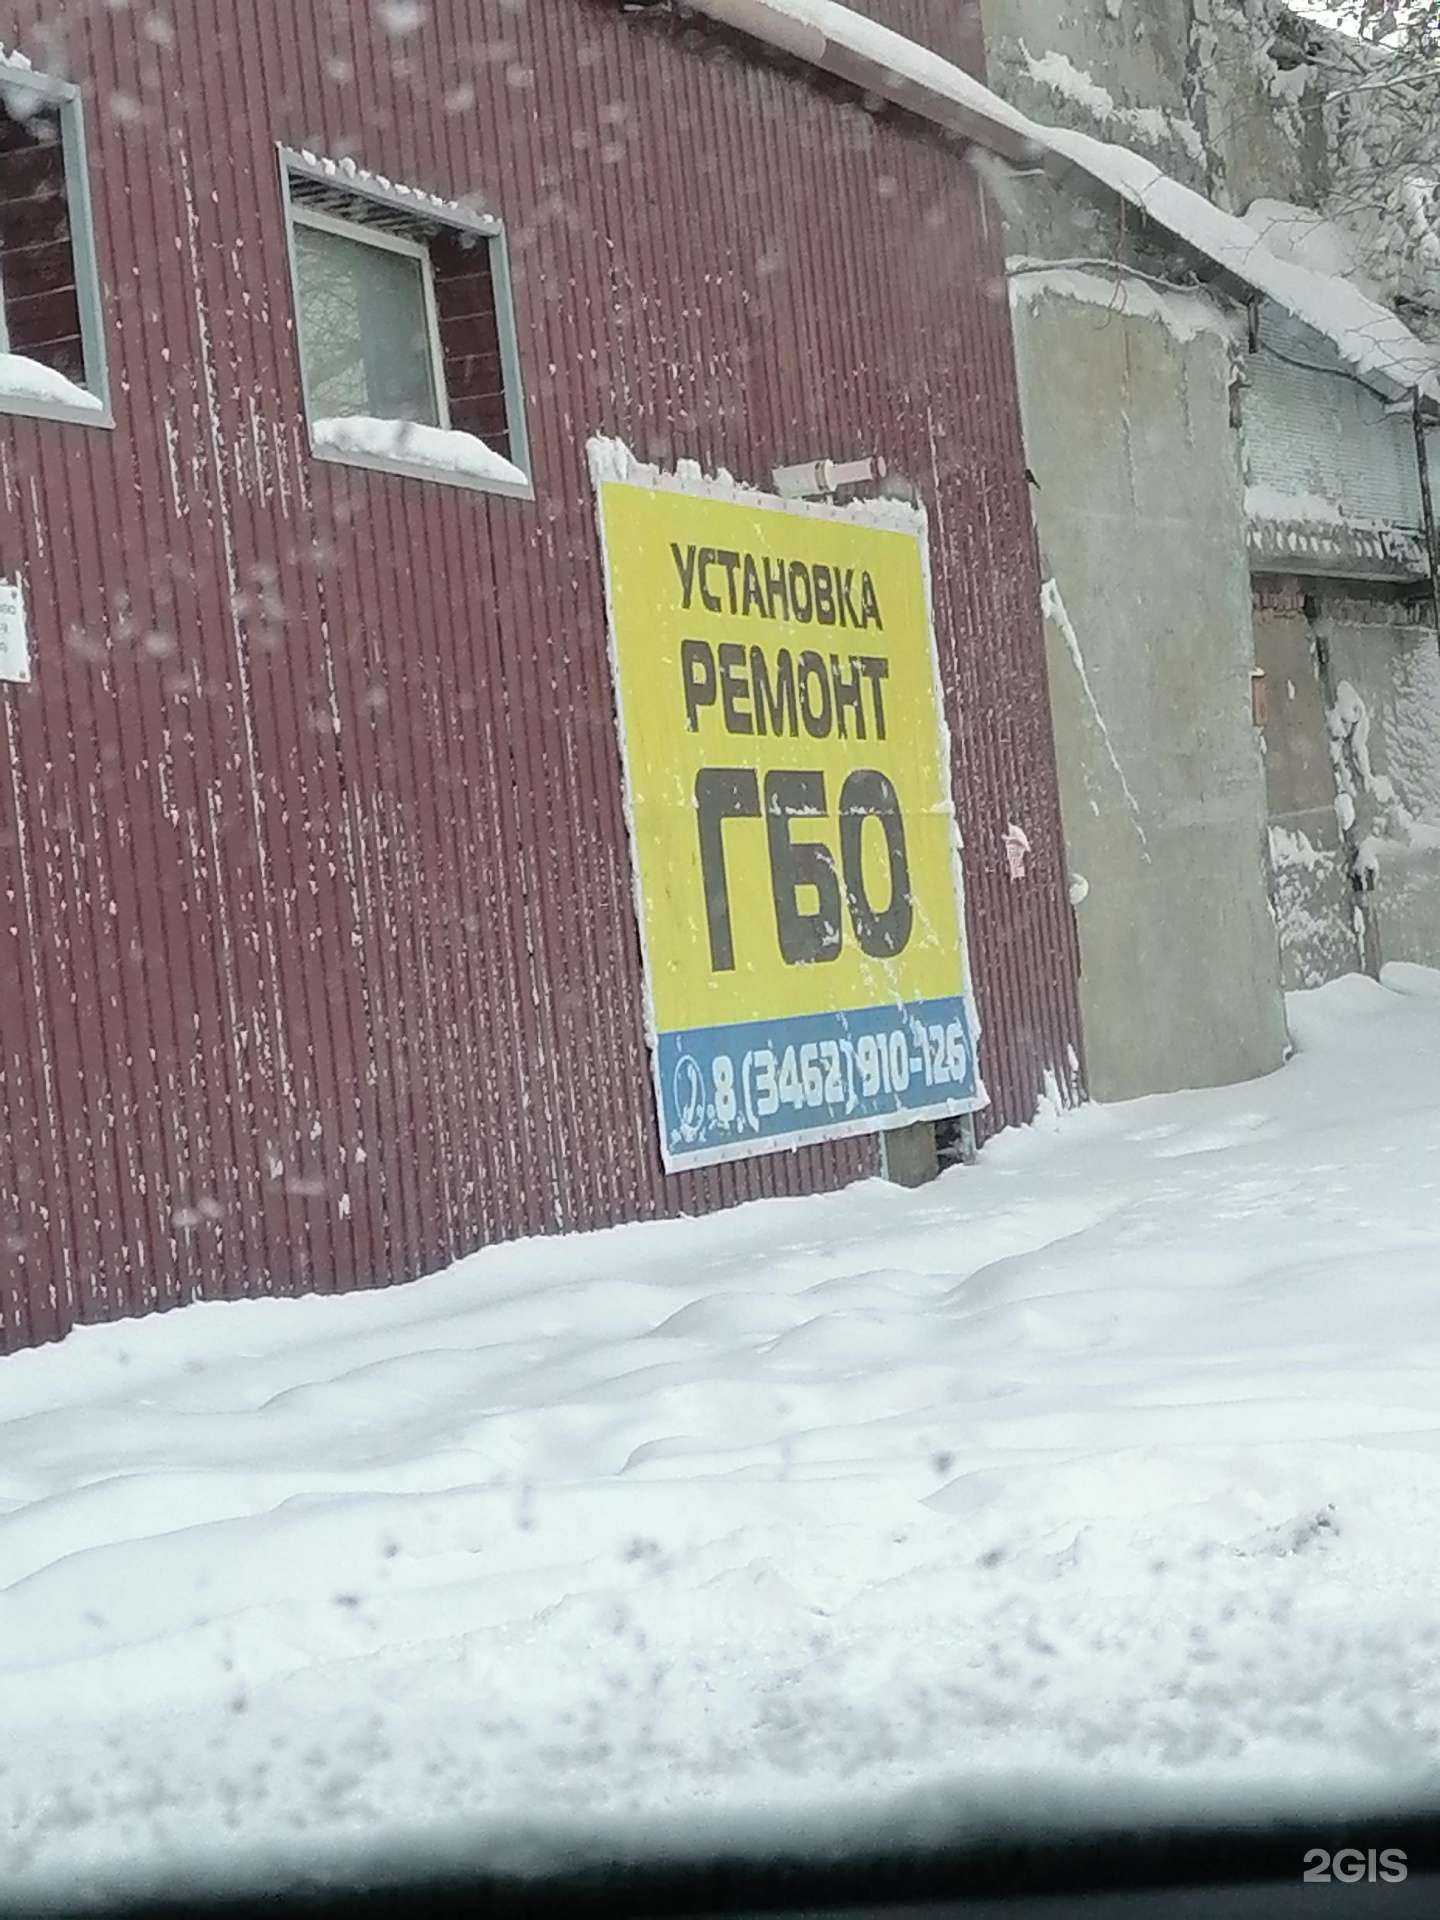 УСТАНОВКА
РЕМОНТ
ГБО
8(3462)910-126
2GIS